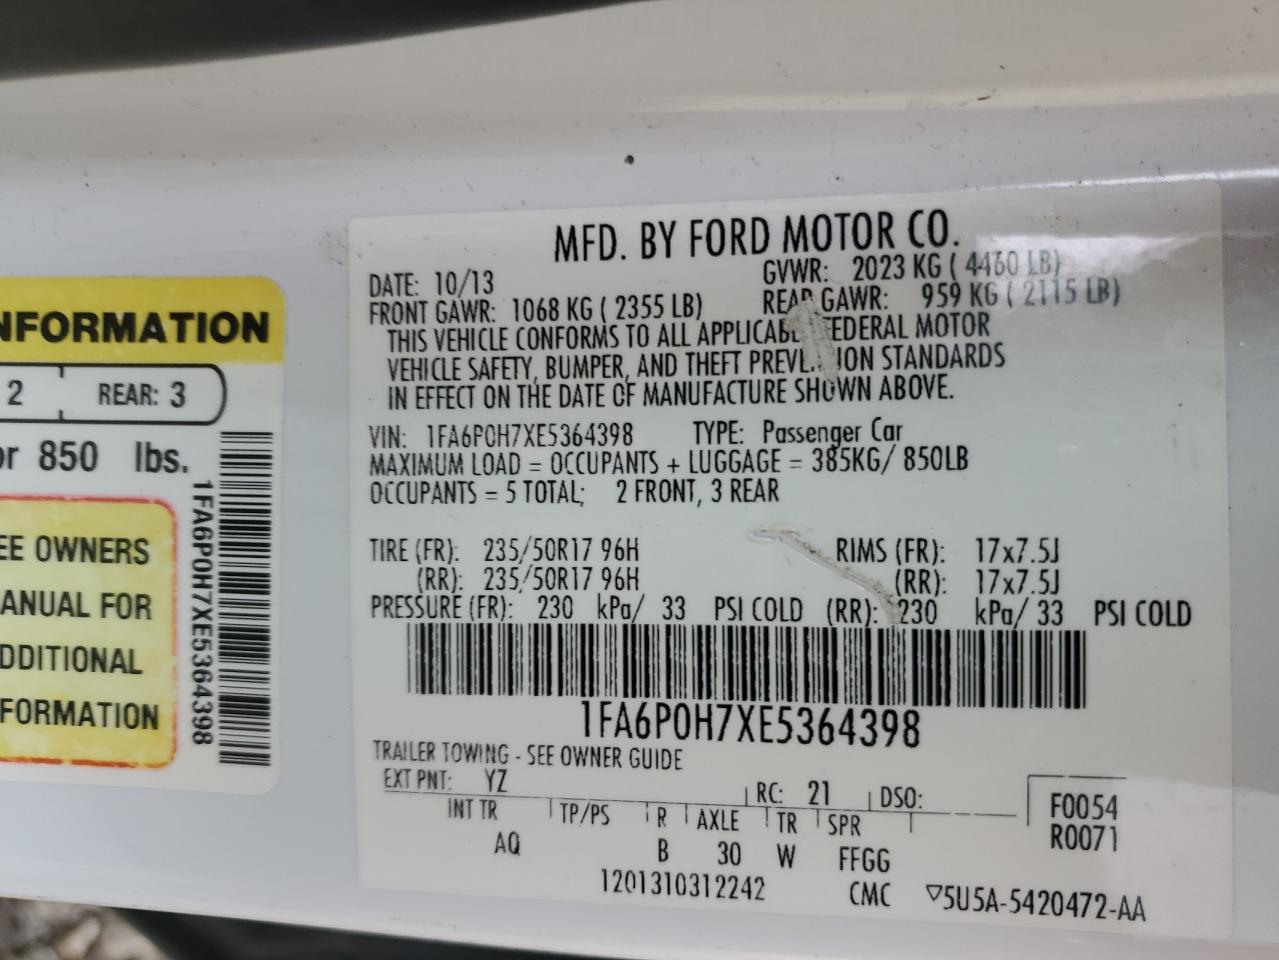 NFORMATION
2 REAR: 3
or 850 lbs.
EE OWNERS
ANUAL FOR
DDITIONAL
FORMATION
1FA6P0H7XE5364398
MFD. BY FORD MOTOR CO.
DATE: 10/13 GVWR: 2023 KG ( 4460 LB)
FRONT GAWR: 1068 KG ( 2355 LB) REAR GAWR: 959 KG ( 2115 LB)
THIS VEHICLE CONFORMS TO ALL APPLICABLE FEDERAL MOTOR
VEHICLE SAFETY, BUMPER, AND THEFT PREVENTION STANDARDS
IN EFFECT ON THE DATE OF MANUFACTURE SHOWN ABOVE.
VIN: 1FA6P0H7XE5364398 TYPE: Passenger Car
MAXIMUM LOAD = OCCUPANTS + LUGGAGE = 385KG/ 850LB
OCCUPANTS = 5 TOTAL; 2 FRONT, 3 REAR
TIRE (FR): 235/50R17 96H RIMS (FR): 17x7.5J
(RR): 235/50R17 96H (RR): 17x7.5J
PRESSURE (FR): 230 kPa/ 33 PSI COLD (RR): 230 kPa/ 33 PSI COLD
1FA6P0H7XE5364398
TRAILER TOWING - SEE OWNER GUIDE
EXT PNT: YZ RC: 21 DSO: F0054
INT TR TP/PS R AXLE TR SPR R0071
AQ B 30 W FFGG
1201310312242 CMC ▽5U5A-5420472-AA